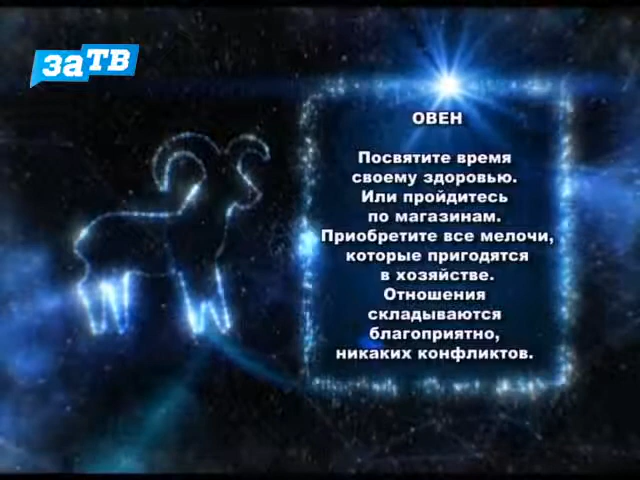 заТВ
ОВЕН
Посвятите время
своему здоровью.
Или пройдитесь
по магазинам.
Приобретите все мелочи,
которые пригодятся
в хозяйстве.
Отношения
складываются
благоприятно,
никаких конфликтов.